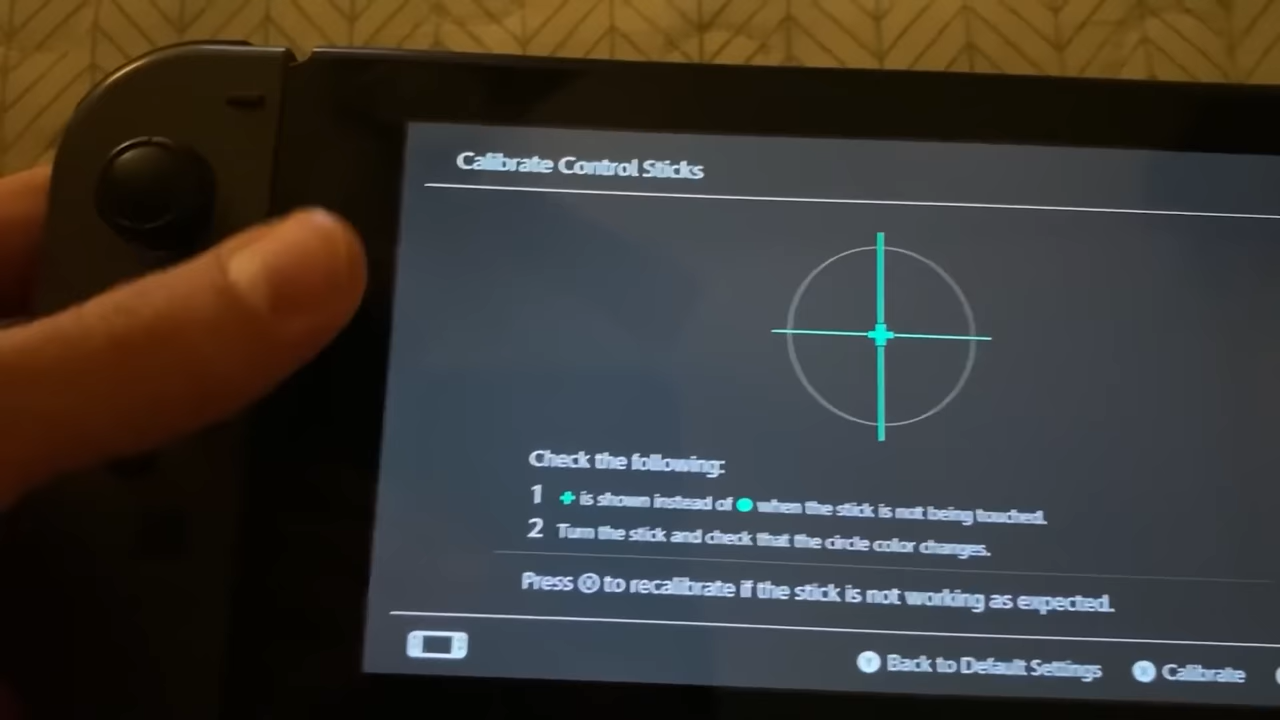 Calibrate Control Sticks
Check the following:
1 + is shown instead of ● when the stick is not being touched.
2 Turn the stick and check that the circle color changes.
Press Ⓧ to recalibrate if the stick is not working as expected.
Ⓨ Back to Default Settings Ⓧ Calibrate